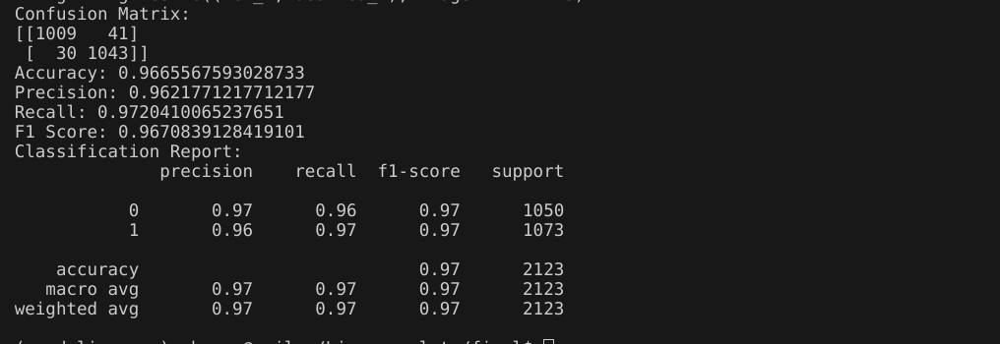 Confusion Matrix:
[[1009   41]
 [  30 1043]]
Accuracy: 0.9665567593028733
Precision: 0.9621771217712177
Recall: 0.9720410065237651
F1 Score: 0.9670839128419101
Classification Report:
              precision    recall  f1-score   support
           0       0.97      0.96      0.97      1050
           1       0.96      0.97      0.97      1073
    accuracy                           0.97      2123
   macro avg       0.97      0.97      0.97      2123
weighted avg       0.97      0.97      0.97      2123